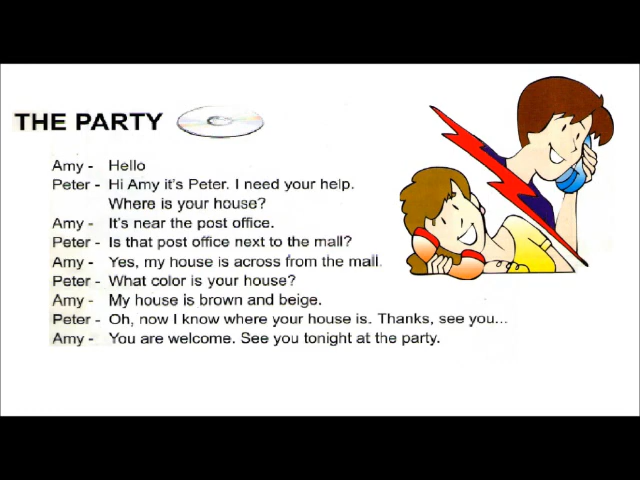 THE PARTY
Amy - Hello
Peter - Hi Amy it's Peter. I need your help.
Where is your house?
Amy - It's near the post office.
Peter - Is that post office next to the mall?
Amy - Yes, my house is across from the mall.
Peter - What color is your house?
Amy - My house is brown and beige.
Peter - Oh, now I know where your house is. Thanks, see you...
Amy - You are welcome. See you tonight at the party.